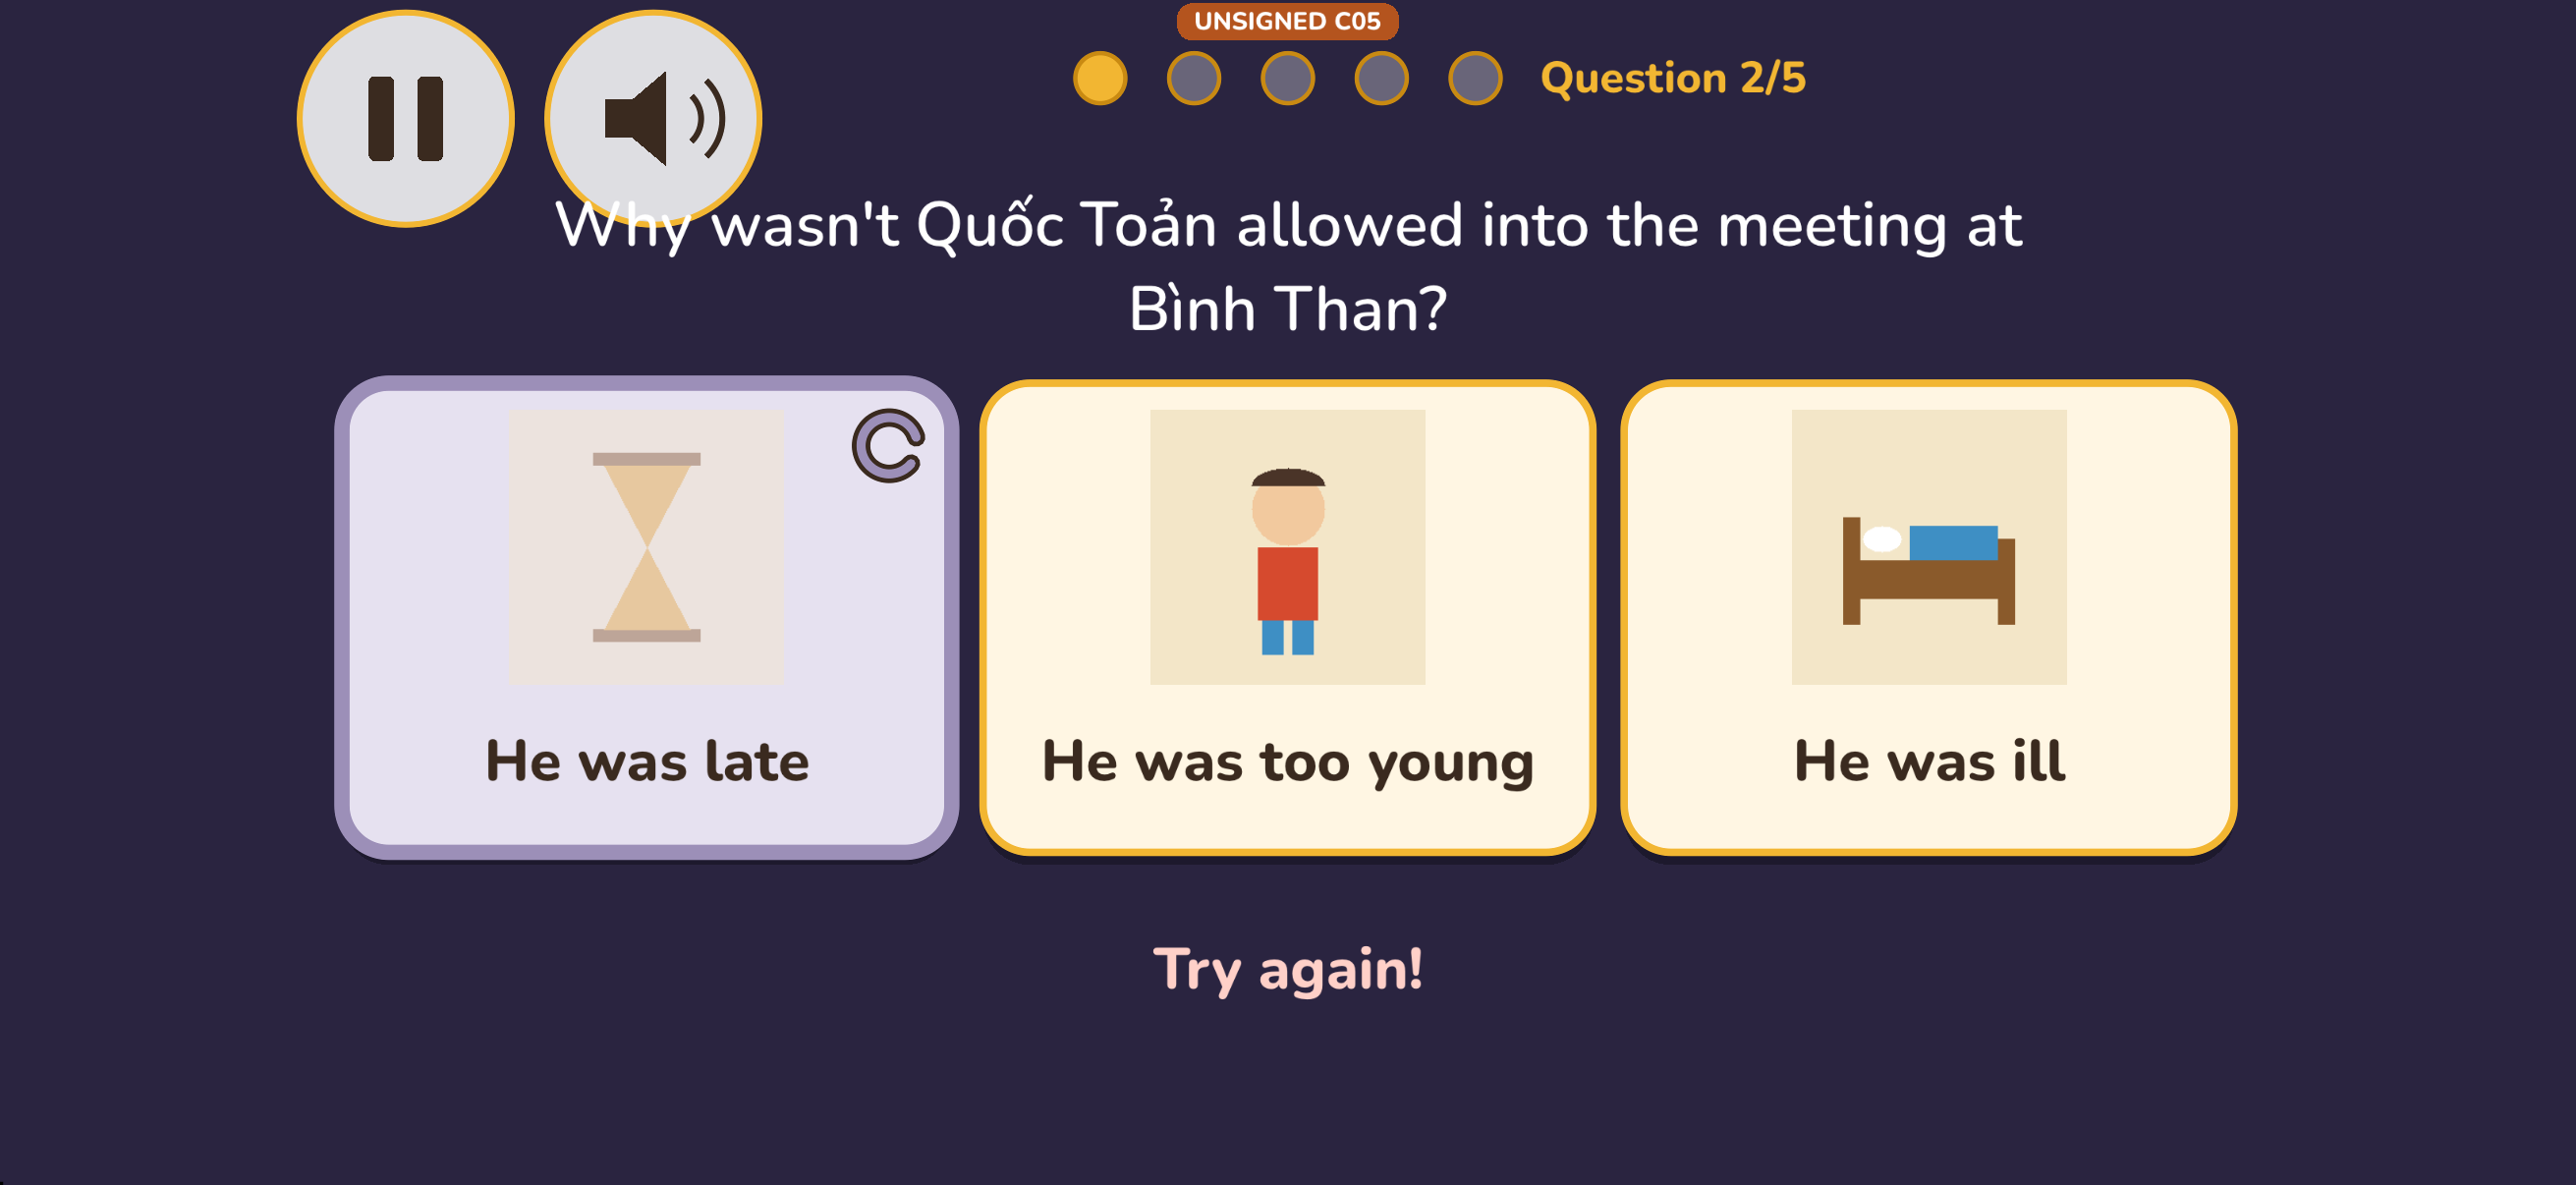 UNSIGNED C05
Question 2/5
Why wasn't Quốc Toản allowed into the meeting at
Bình Than?
He was late
He was too young
He was ill
Try again!